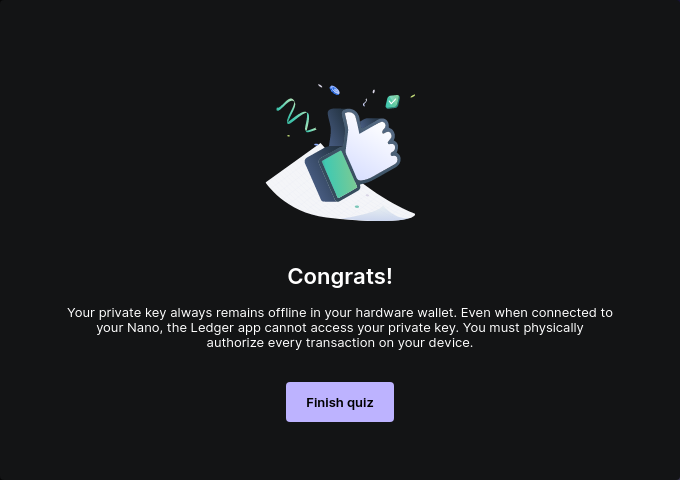 Congrats!
Your private key always remains offline in your hardware wallet. Even when connected to
your Nano, the Ledger app cannot access your private key. You must physically
authorize every transaction on your device.
Finish quiz